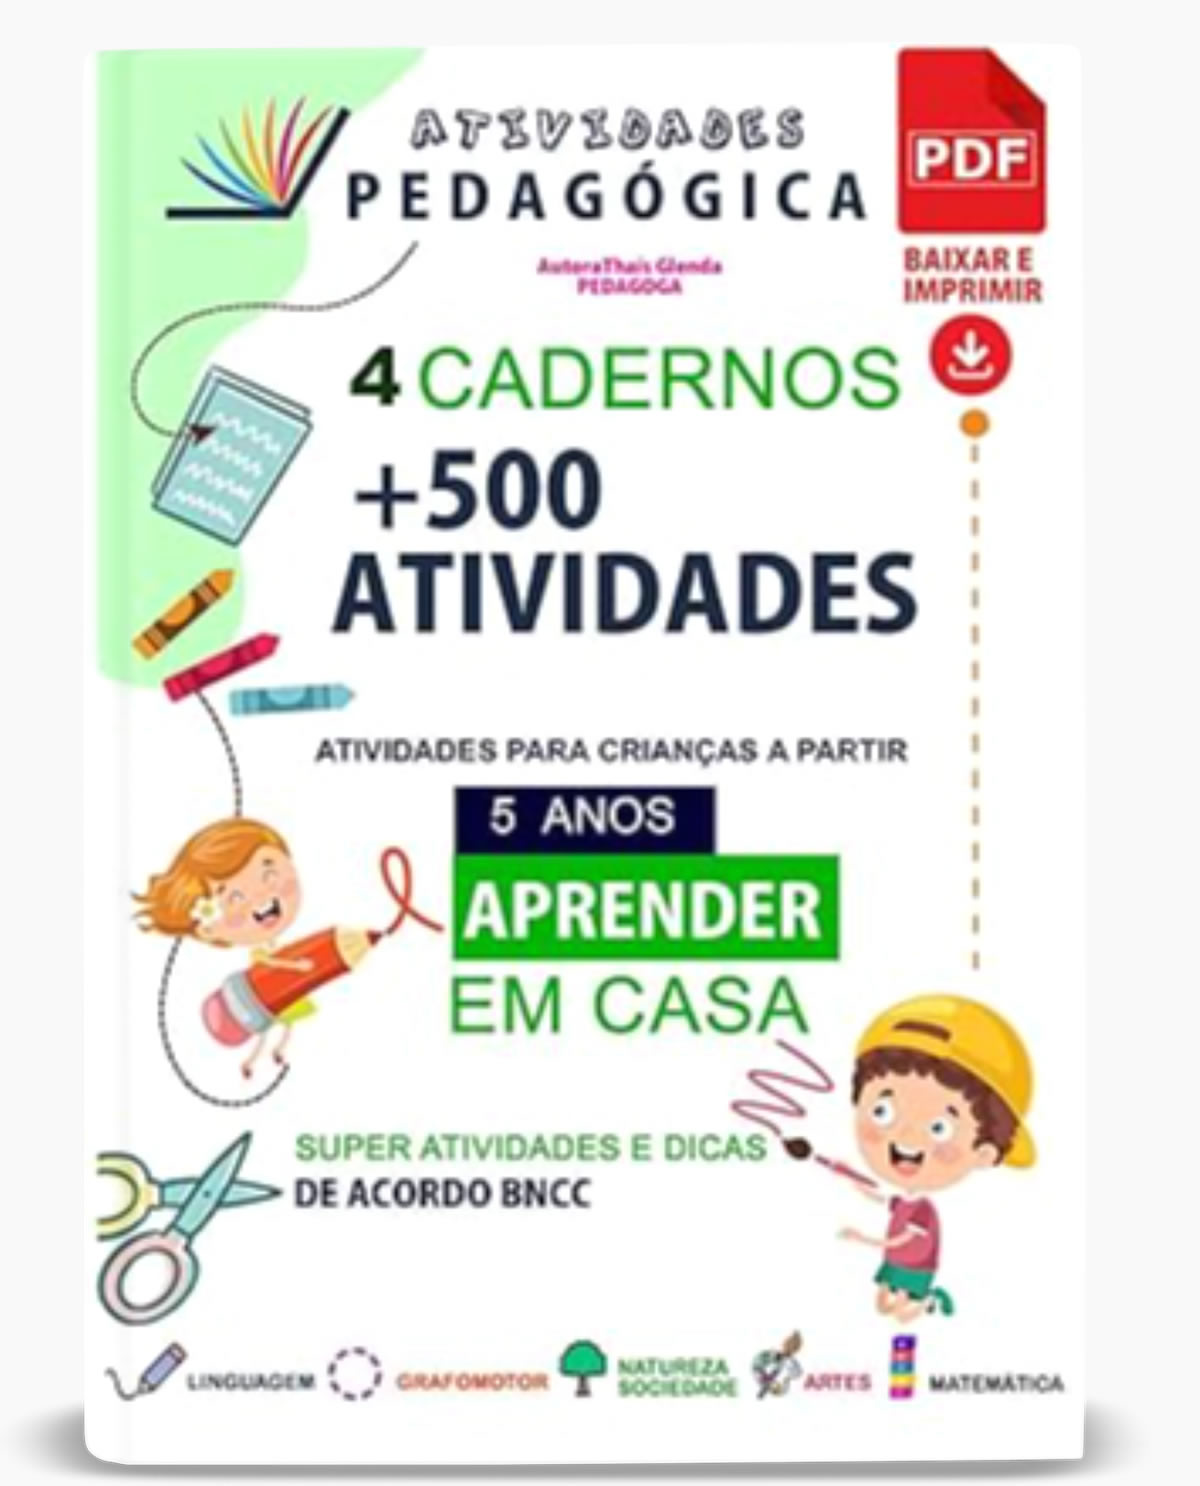 ATIVIDADES
PEDAGÓGICA
PDF
AutoraThais Glenda
PEDAGOGA
BAIXAR E
IMPRIMIR
4 CADERNOS
+500
ATIVIDADES
ATIVIDADES PARA CRIANÇAS A PARTIR
5 ANOS
APRENDER
EM CASA
SUPER ATIVIDADES E DICAS
DE ACORDO BNCC
LINGUAGEM
GRAFOMOTOR
NATUREZA
SOCIEDADE
ARTES
MATEMÁTICA